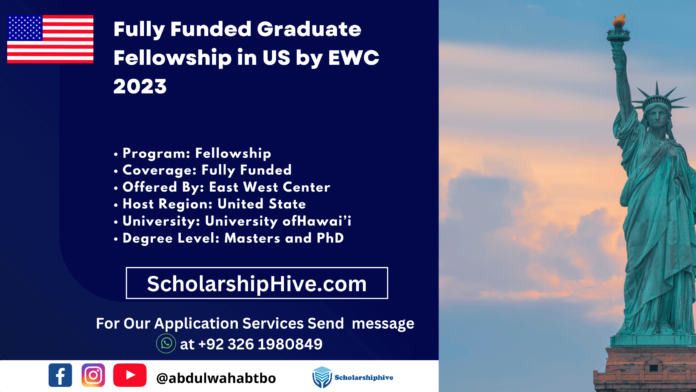 Fully Funded Graduate
Fellowship in US by EWC
2023
• Program: Fellowship
• Coverage: Fully Funded
• Offered By: East West Center
• Host Region: United State
• University: University ofHawai'i
• Degree Level: Masters and PhD
ScholarshipHive.com
For Our Application Services Send message
at +92 326 1980849
@abdulwahabtbo
Scholarshiphive